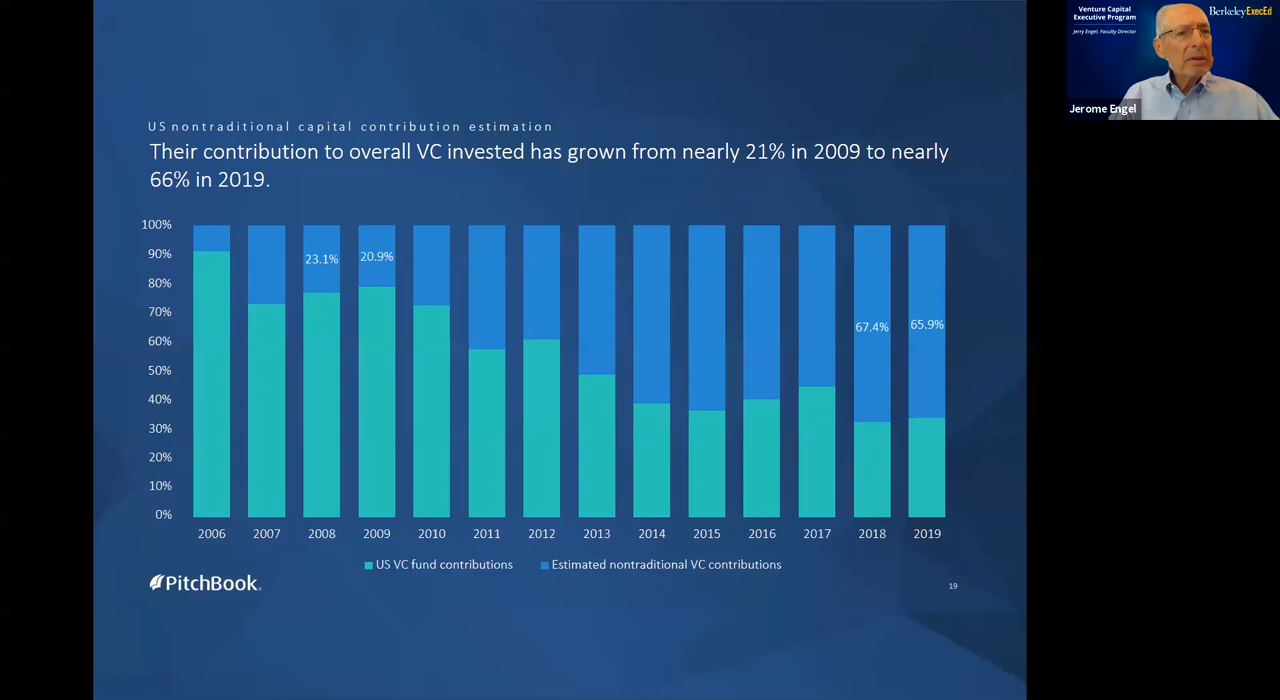 US nontraditional capital contribution estimation
Their contribution to overall VC invested has grown from nearly 21% in 2009 to nearly
66% in 2019.
100%
90%
80%
70%
60%
50%
40%
30%
20%
10%
0%
23.1%
20.9%
67.4%
65.9%
2006 2007 2008 2009 2010 2011 2012 2013 2014 2015 2016 2017 2018 2019
US VC fund contributions Estimated nontraditional VC contributions
PitchBook
19
Venture Capital
Executive Program
Jerry Engel, Faculty Director
Berkeley ExecEd
Jerome Engel